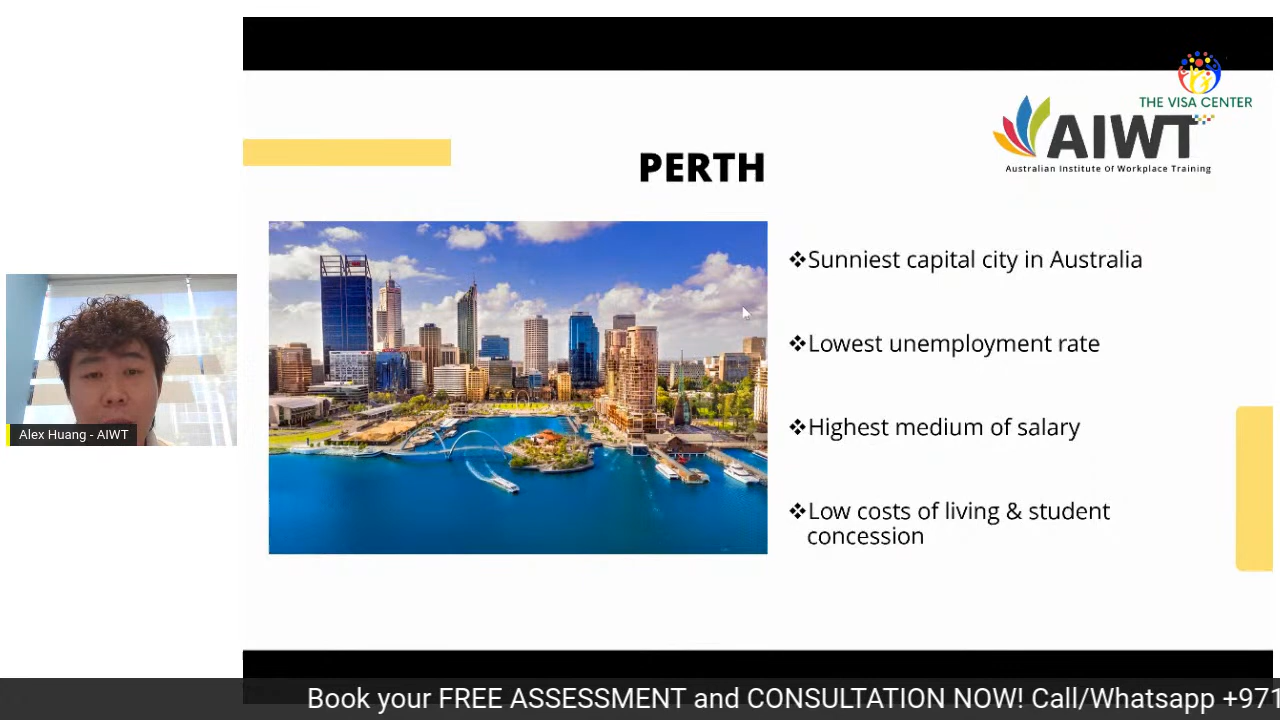 THE VISA CENTER
AIWT
Australian Institute of Workplace Training
PERTH
❖Sunniest capital city in Australia
❖Lowest unemployment rate
❖Highest medium of salary
❖Low costs of living & student
concession
Alex Huang - AIWT
Book your FREE ASSESSMENT and CONSULTATION NOW! Call/Whatsapp +971